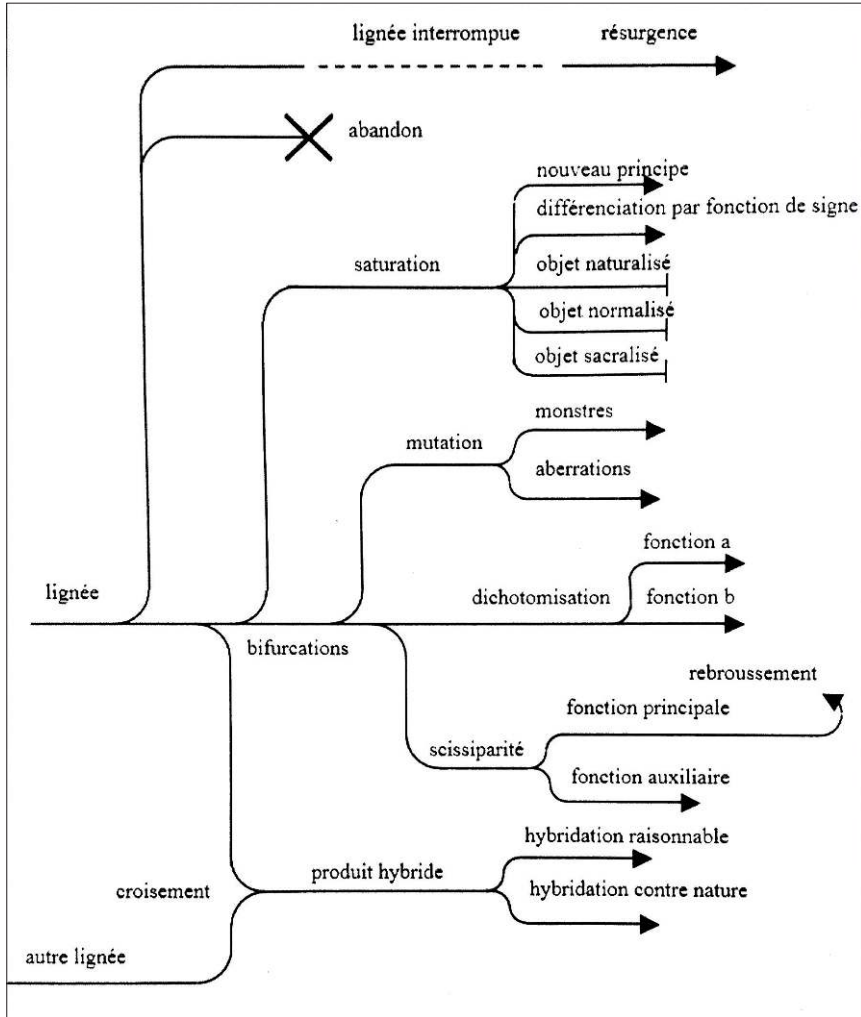 lignée interrompue
résurgence
abandon
nouveau principe
différenciation par fonction de signe
saturation
objet naturalisé
objet normalisé
objet sacralisé
monstres
mutation
aberrations
fonction a
lignée
dichotomisation
fonction b
bifurcations
rebroussement
fonction principale
scissiparité
fonction auxiliaire
hybridation raisonnable
produit hybride
croisement
hybridation contre nature
autre lignée